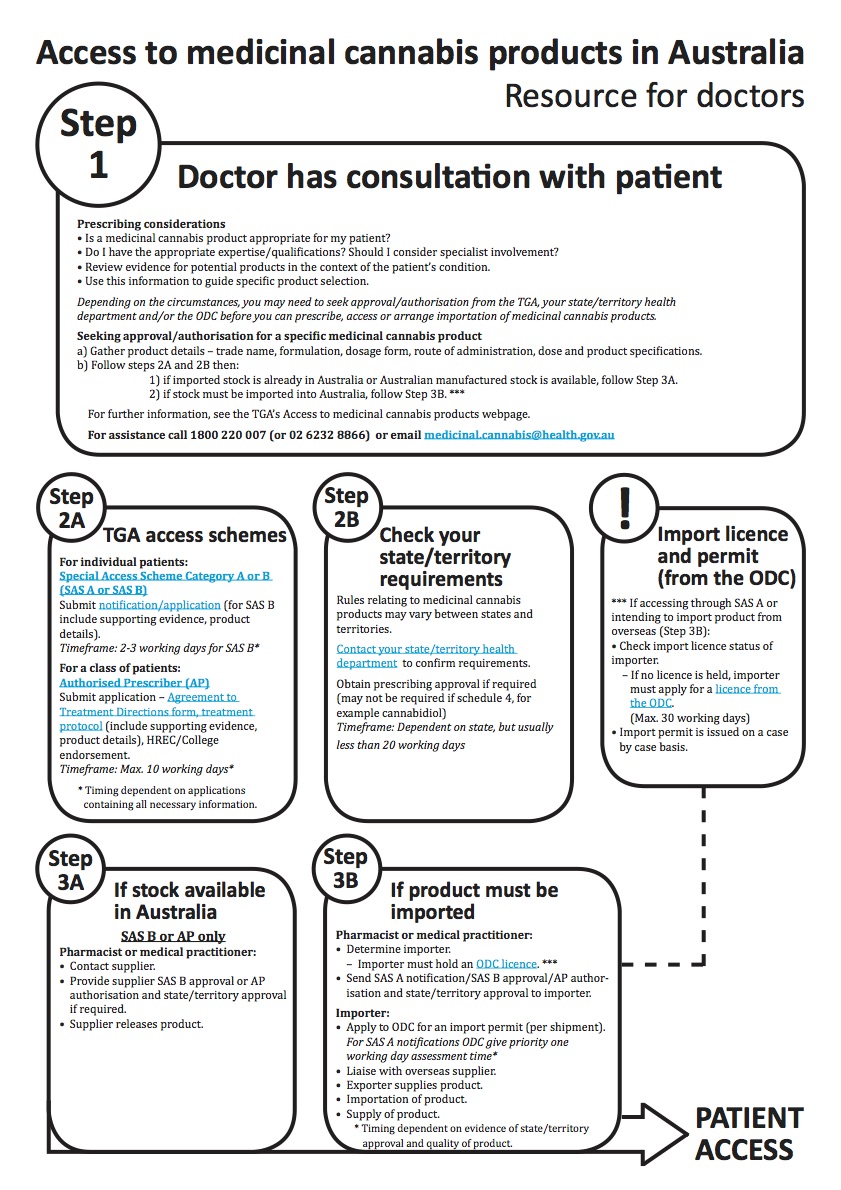 Access to medicinal cannabis products in Australia
Resource for doctors
Step
1
Doctor has consultation with patient
Prescribing considerations
• Is a medicinal cannabis product appropriate for my patient?
• Do I have the appropriate expertise/qualifications? Should I consider specialist involvement?
• Review evidence for potential products in the context of the patient's condition.
• Use this information to guide specific product selection.
Depending on the circumstances, you may need to seek approval/authorisation from the TGA, your state/territory health
department and/or the ODC before you can prescribe, access or arrange importation of medicinal cannabis products.
Seeking approval/authorisation for a specific medicinal cannabis product
a) Gather product details – trade name, formulation, dosage form, route of administration, dose and product specifications.
b) Follow steps 2A and 2B then:
1) if imported stock is already in Australia or Australian manufactured stock is available, follow Step 3A.
2) if stock must be imported into Australia, follow Step 3B. ***
For further information, see the TGA's Access to medicinal cannabis products webpage.
For assistance call 1800 220 007 (or 02 6232 8866)  or email medicinal.cannabis@health.gov.au
Step
2A
TGA access schemes
For individual patients:
Special Access Scheme Category A or B
(SAS A or SAS B)
Submit notification/application (for SAS B
include supporting evidence, product
details).
Timeframe: 2-3 working days for SAS B*
For a class of patients:
Authorised Prescriber (AP)
Submit application – Agreement to
Treatment Directions form, treatment
protocol (include supporting evidence,
product details), HREC/College
endorsement.
Timeframe: Max. 10 working days*
* Timing dependent on applications
containing all necessary information.
Step
2B
Check your
state/territory
requirements
Rules relating to medicinal cannabis
products may vary between states and
territories.
Contact your state/territory health
department to confirm requirements.
Obtain prescribing approval if required
(may not be required if schedule 4, for
example cannabidiol)
Timeframe: Dependent on state, but usually
less than 20 working days
!
Import licence
and permit
(from the ODC)
*** If accessing through SAS A or
intending to import product from
overseas (Step 3B):
• Check import licence status of
importer.
– If no licence is held, importer
must apply for a licence from
the ODC.
(Max. 30 working days)
• Import permit is issued on a case
by case basis.
Step
3A
If stock available
in Australia
SAS B or AP only
Pharmacist or medical practitioner:
• Contact supplier.
• Provide supplier SAS B approval or AP
authorisation and state/territory approval
if required.
• Supplier releases product.
Step
3B
If product must be
imported
Pharmacist or medical practitioner:
• Determine importer.
– Importer must hold an ODC licence. ***
• Send SAS A notification/SAS B approval/AP author-
isation and state/territory approval to importer.
Importer:
• Apply to ODC for an import permit (per shipment).
For SAS A notifications ODC give priority one
working day assessment time*
• Liaise with overseas supplier.
• Exporter supplies product.
• Importation of product.
• Supply of product.
* Timing dependent on evidence of state/territory
approval and quality of product.
PATIENT
ACCESS